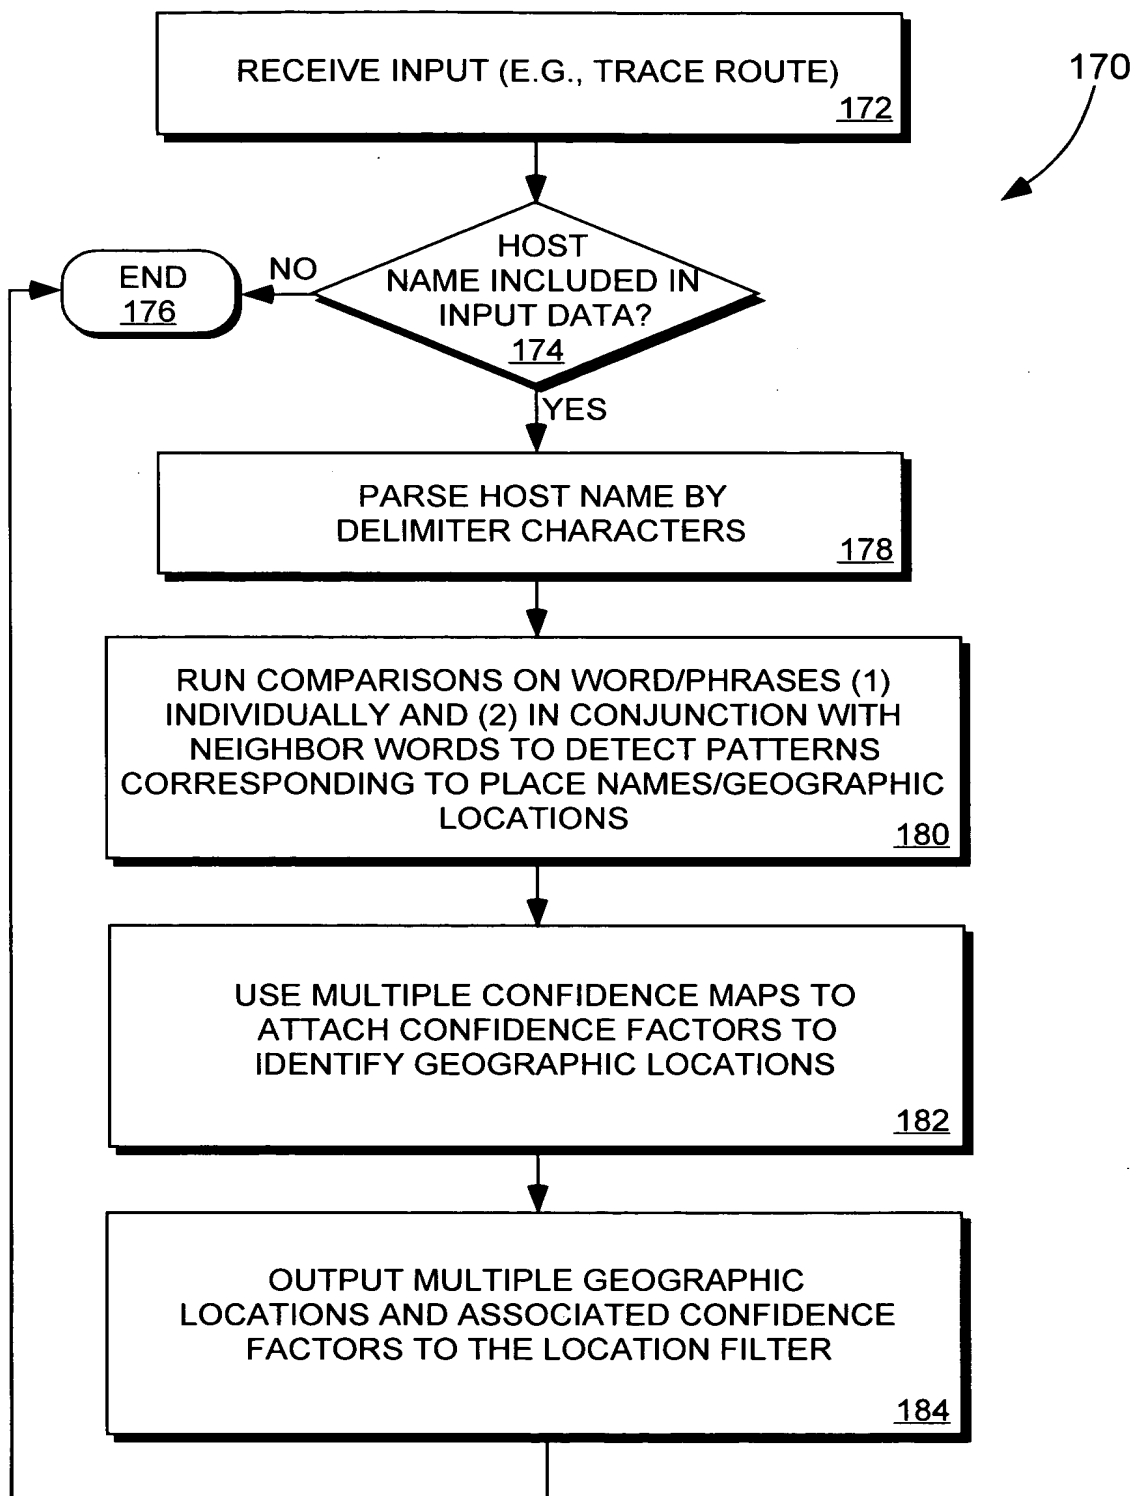 RECEIVE INPUT (E.G., TRACE ROUTE)
172
170
HOST
NAME INCLUDED IN
INPUT DATA?
174
NO
END
176
YES
PARSE HOST NAME BY
DELIMITER CHARACTERS
178
RUN COMPARISONS ON WORD/PHRASES (1)
INDIVIDUALLY AND (2) IN CONJUNCTION WITH
NEIGHBOR WORDS TO DETECT PATTERNS
CORRESPONDING TO PLACE NAMES/GEOGRAPHIC
LOCATIONS
180
USE MULTIPLE CONFIDENCE MAPS TO
ATTACH CONFIDENCE FACTORS TO
IDENTIFY GEOGRAPHIC LOCATIONS
182
OUTPUT MULTIPLE GEOGRAPHIC
LOCATIONS AND ASSOCIATED CONFIDENCE
FACTORS TO THE LOCATION FILTER
184